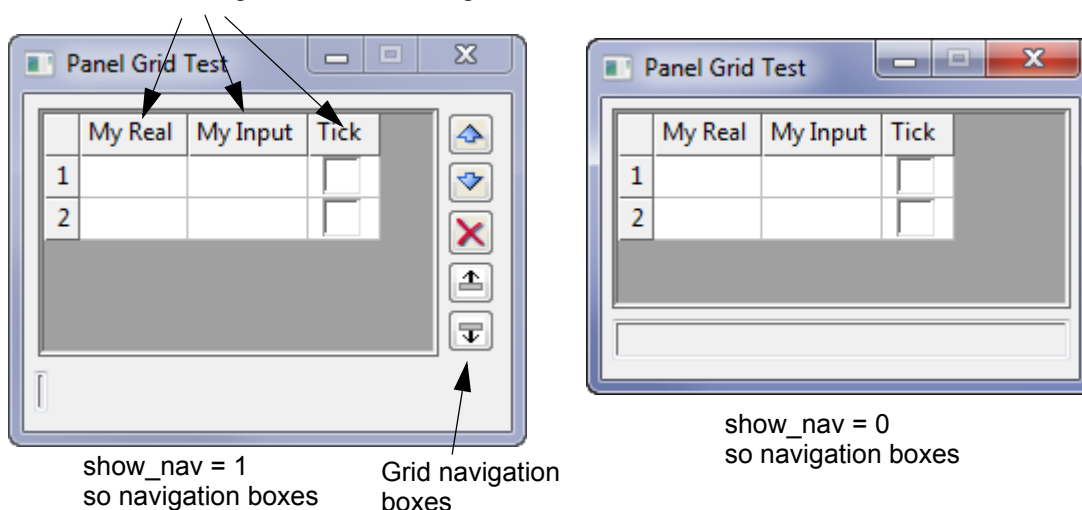 Panel Grid Test
My Real My Input Tick
1
2
show_nav = 1
so navigation boxes
Grid navigation
boxes
Panel Grid Test
My Real My Input Tick
1
2
show_nav = 0
so navigation boxes